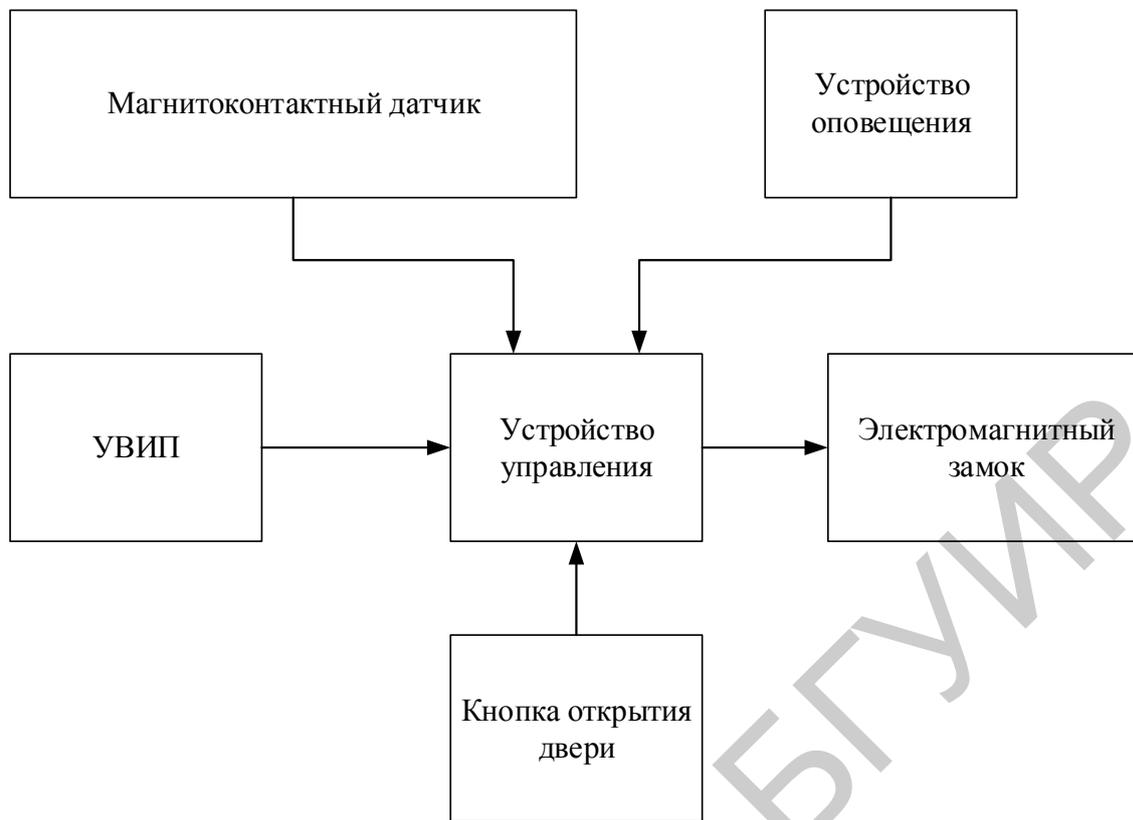 Магнитоконтактный датчик
Устройство
оповещения
УВИП
Устройство
управления
Электромагнитный
замок
Кнопка открытия
двери
БГУИР